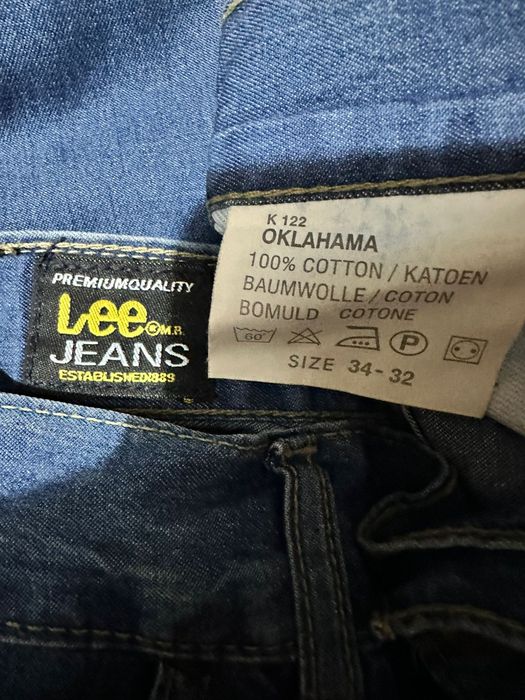 PREMIUMQUALITY
Lee ® M.R.
JEANS
ESTABLISHED1889
K 122
OKLAHAMA
100% COTTON / KATOEN
BAUMWOLLE / COTON
BOMULD COTONE
60°
P
SIZE 34-32